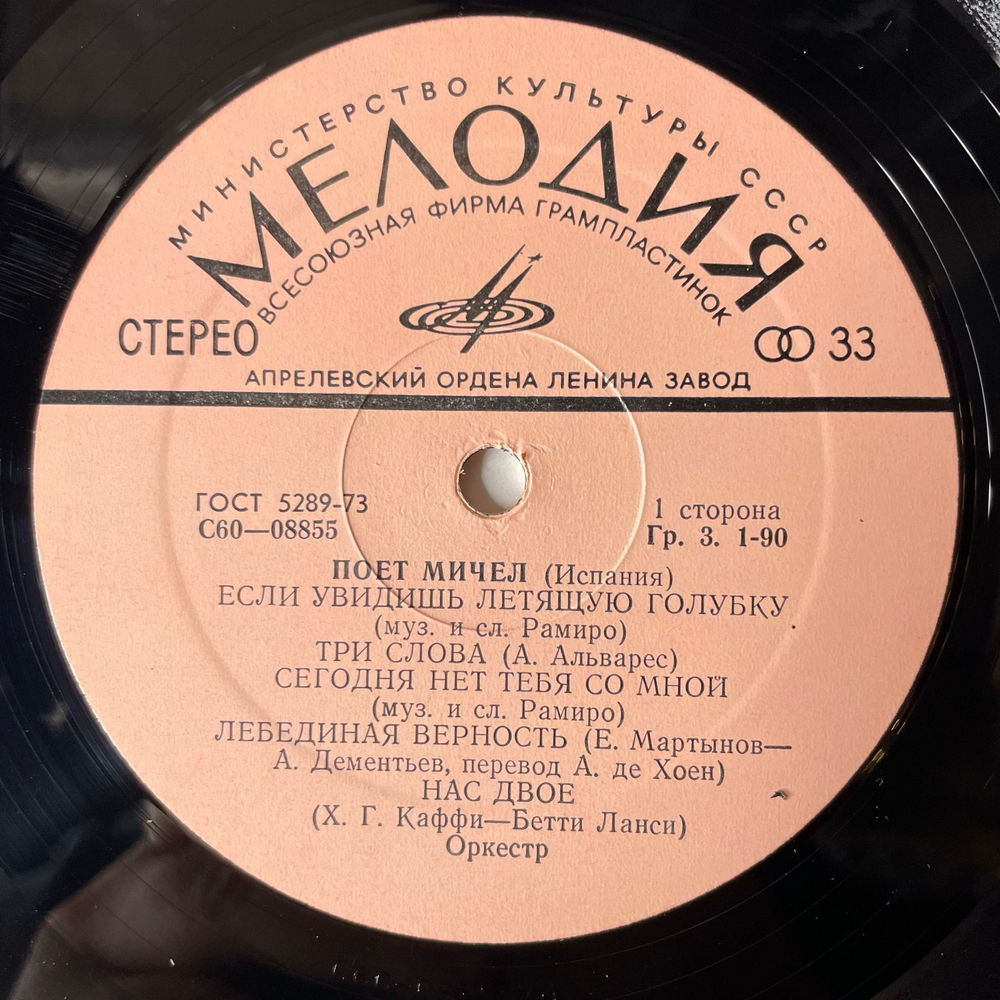 МИНИСТЕРСТВО КУЛЬТУРЫ СССР
МЕЛОДИЯ
ВСЕСОЮЗНАЯ ФИРМА ГРАМПЛАСТИНОК
СТЕРЕО
33
АПРЕЛЕВСКИЙ ОРДЕНА ЛЕНИНА ЗАВОД
ГОСТ 5289-73
1 сторона
С60—08855
Гр. 3. 1-90
ПОЕТ МИЧЕЛ (Испания)
ЕСЛИ УВИДИШЬ ЛЕТЯЩУЮ ГОЛУБКУ
(муз. и сл. Рамиро)
ТРИ СЛОВА (А. Альварес)
СЕГОДНЯ НЕТ ТЕБЯ СО МНОЙ
(муз. и сл. Рамиро)
ЛЕБЕДИНАЯ ВЕРНОСТЬ (Е. Мартынов—
А. Дементьев, перевод А. де Хоен)
НАС ДВОЕ
(Х. Г. Каффи—Бетти Ланси)
Оркестр